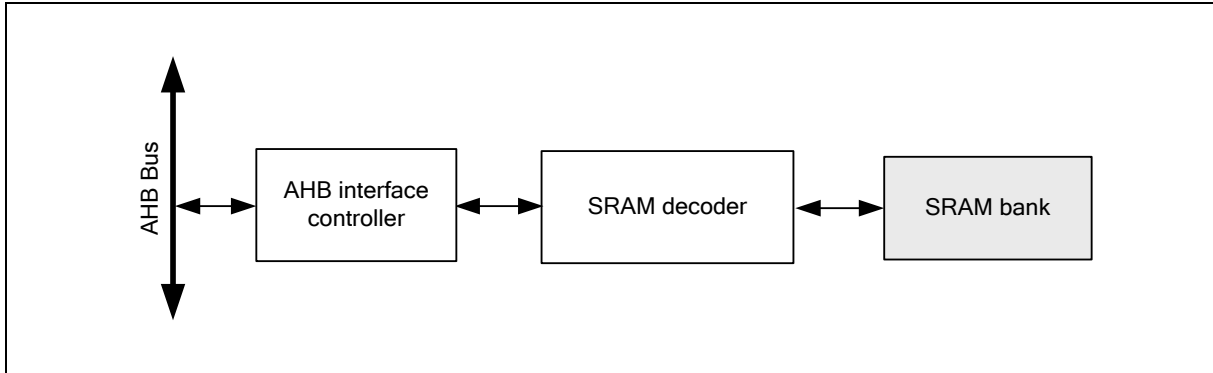 AHB Bus
AHB interface
controller
SRAM decoder
SRAM bank